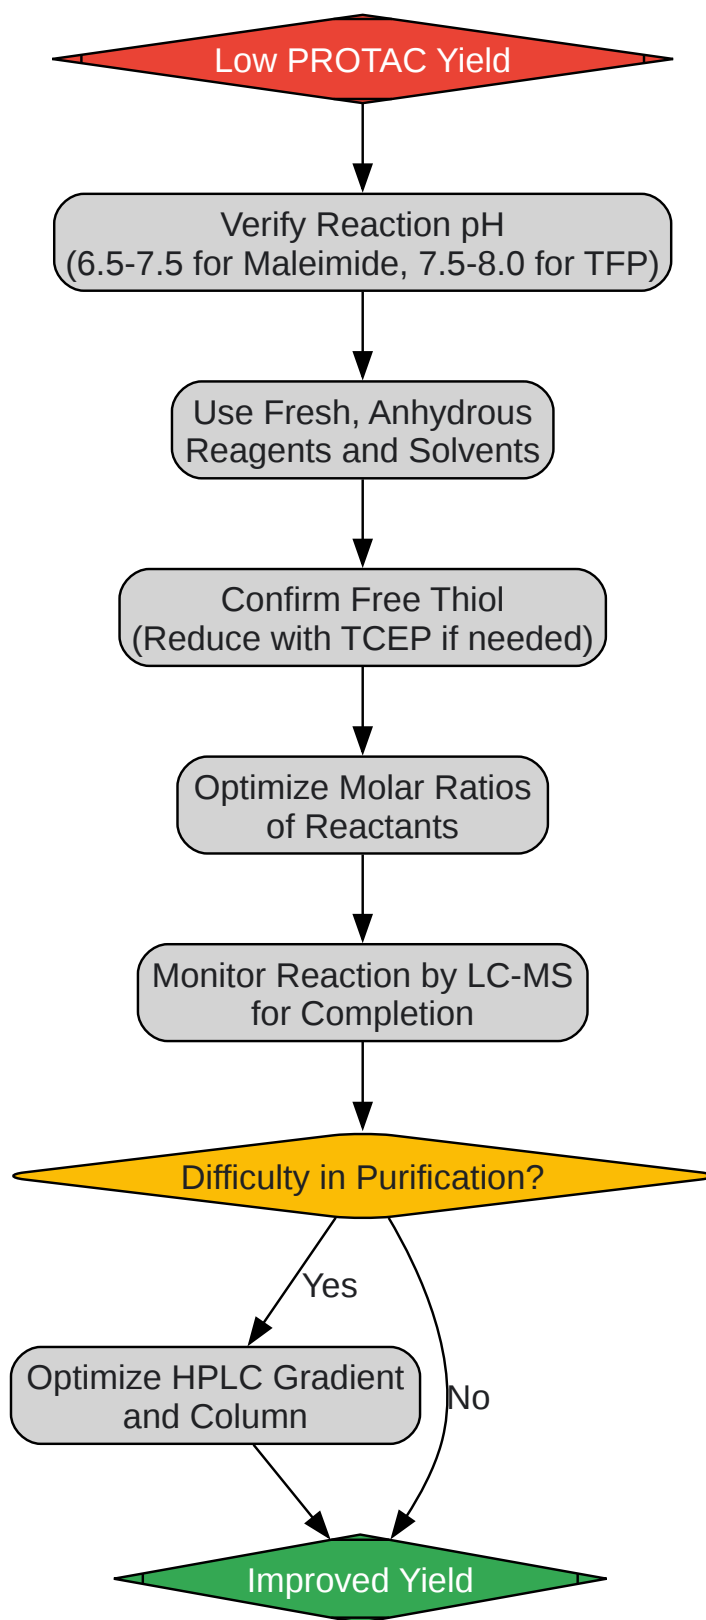 Low PROTAC Yield
Verify Reaction pH
(6.5-7.5 for Maleimide, 7.5-8.0 for TFP)
Use Fresh, Anhydrous
Reagents and Solvents
Confirm Free Thiol
(Reduce with TCEP if needed)
Optimize Molar Ratios
of Reactants
Monitor Reaction by LC-MS
for Completion
Difficulty in Purification?
Yes
Optimize HPLC Gradient
and Column
No
Improved Yield